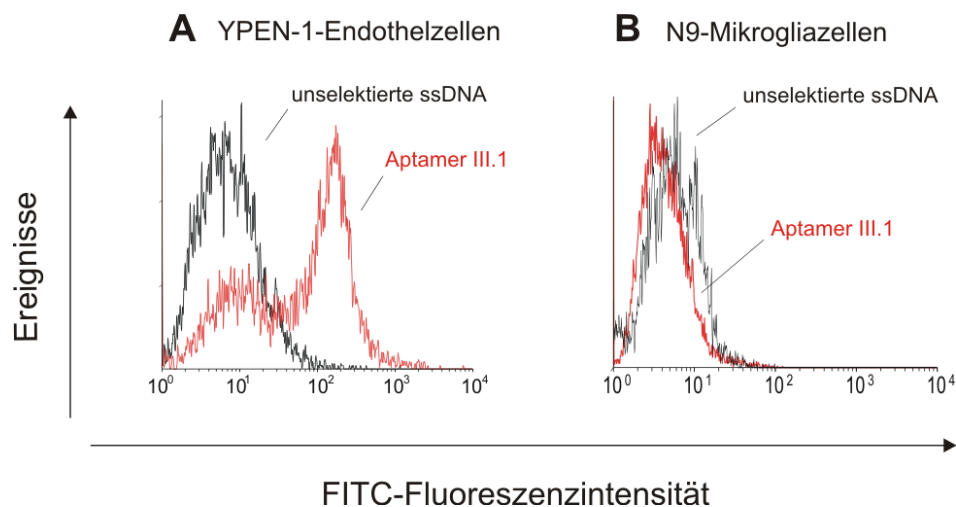 A YPEN-1-Endothelzellen
B N9-Mikrogliazellen
unselektierte ssDNA
unselektierte ssDNA
Aptamer III.1
Aptamer III.1
Ereignisse
10⁰ 10¹ 10² 10³ 10⁴
10⁰ 10¹ 10² 10³ 10⁴
FITC-Fluoreszenzintensität